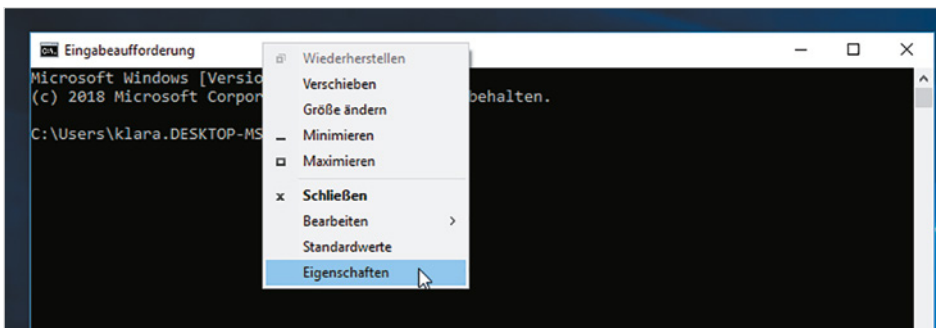 Eingabeaufforderung
Microsoft Windows [Versio
(c) 2018 Microsoft Corpor
behalten.
C:\Users\klara.DESKTOP-MS
Wiederherstellen
Verschieben
Größe ändern
Minimieren
Maximieren
Schließen
Bearbeiten
Standardwerte
Eigenschaften